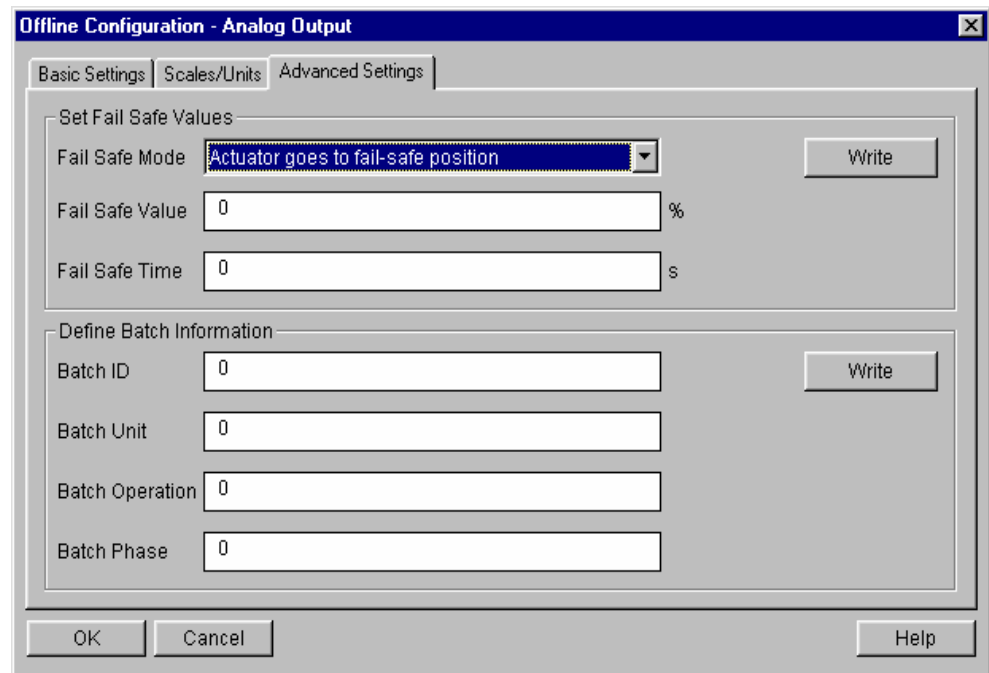 Offline Configuration - Analog Output
Basic Settings Scales/Units Advanced Settings
Set Fail Safe Values
Fail Safe Mode Actuator goes to fail-safe position Write
Fail Safe Value 0 %
Fail Safe Time 0 s
Define Batch Information
Batch ID 0 Write
Batch Unit 0
Batch Operation 0
Batch Phase 0
OK Cancel Help